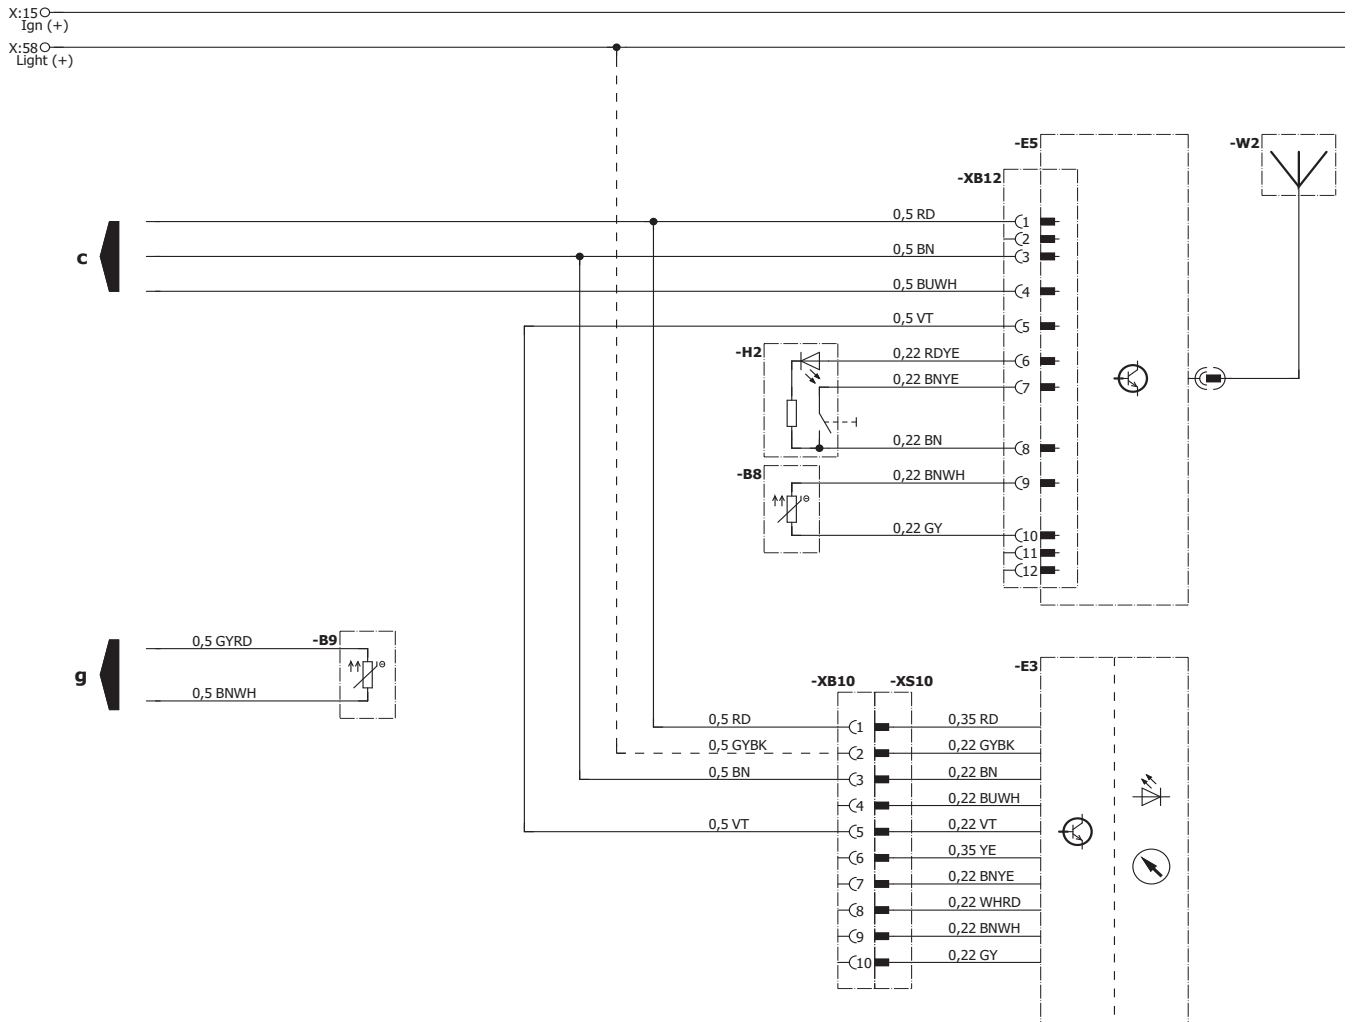 X:15
Ign (+)
X:58
Light (+)
-E5
-W2
-XB12
c
0,5 RD
1
2
0,5 BN
3
0,5 BUWH
4
0,5 VT
5
-H2
0,22 RDYE
6
0,22 BNYE
7
0,22 BN
8
-B8
0,22 BNWH
9
0,22 GY
10
11
12
g
0,5 GYRD
-B9
0,5 BNWH
-E3
-XB10
-XS10
0,5 RD
1
0,35 RD
0,5 GYBK
2
0,22 GYBK
0,5 BN
3
0,22 BN
4
0,22 BUWH
0,5 VT
5
0,22 VT
6
0,35 YE
7
0,22 BNYE
8
0,22 WHRD
9
0,22 BNWH
10
0,22 GY